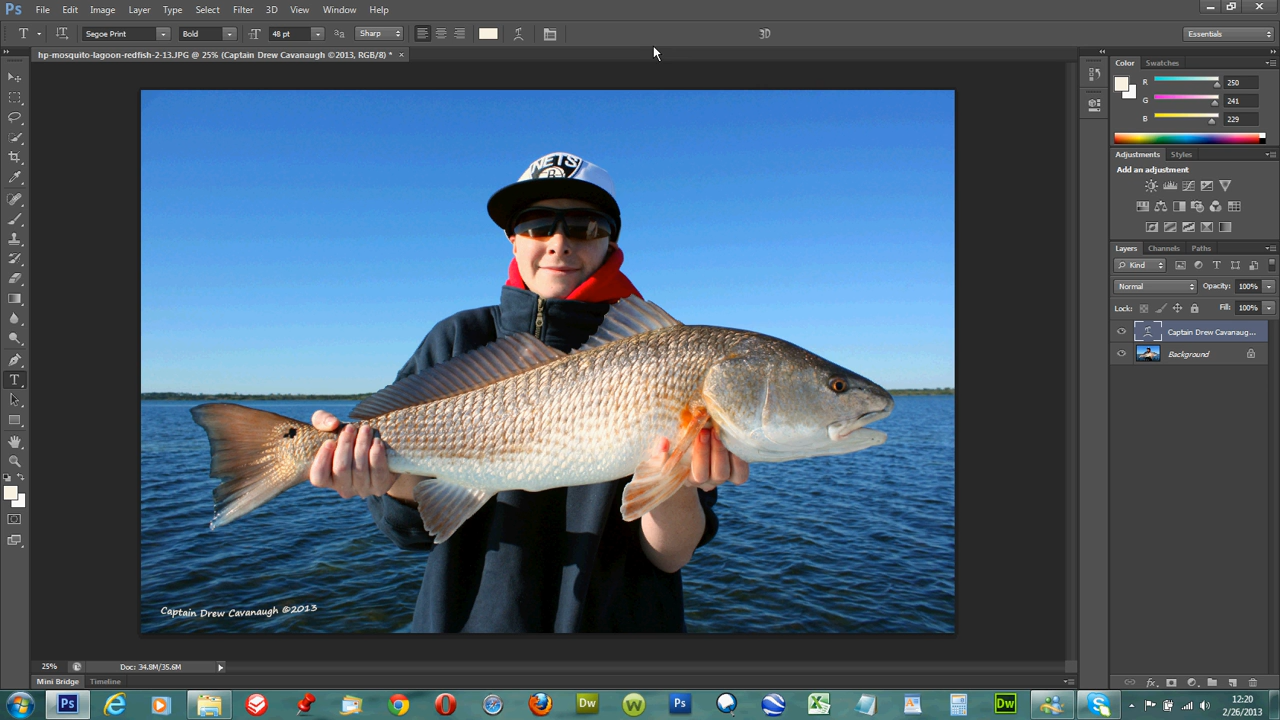 Ps File Edit Image Layer Type Select Filter 3D View Window Help
T Segoe Print Bold 48 pt Sharp 3D Essentials
hp-mosquito-lagoon-redfish-2-13.JPG @ 25% (Captain Drew Cavanaugh ©2013, RGB/8) * ×
Color Swatches
R 250
G 241
B 229
Adjustments Styles
Add an adjustment
Layers Channels Paths
Kind
Normal Opacity: 100%
Lock: Fill: 100%
Captain Drew Cavanaug...
Background
NETS
B
Captain Drew Cavanaugh ©2013
25% Doc: 34.8M/35.6M
Mini Bridge Timeline
Ps Dw W Ps Dw 12:20
2/26/2013